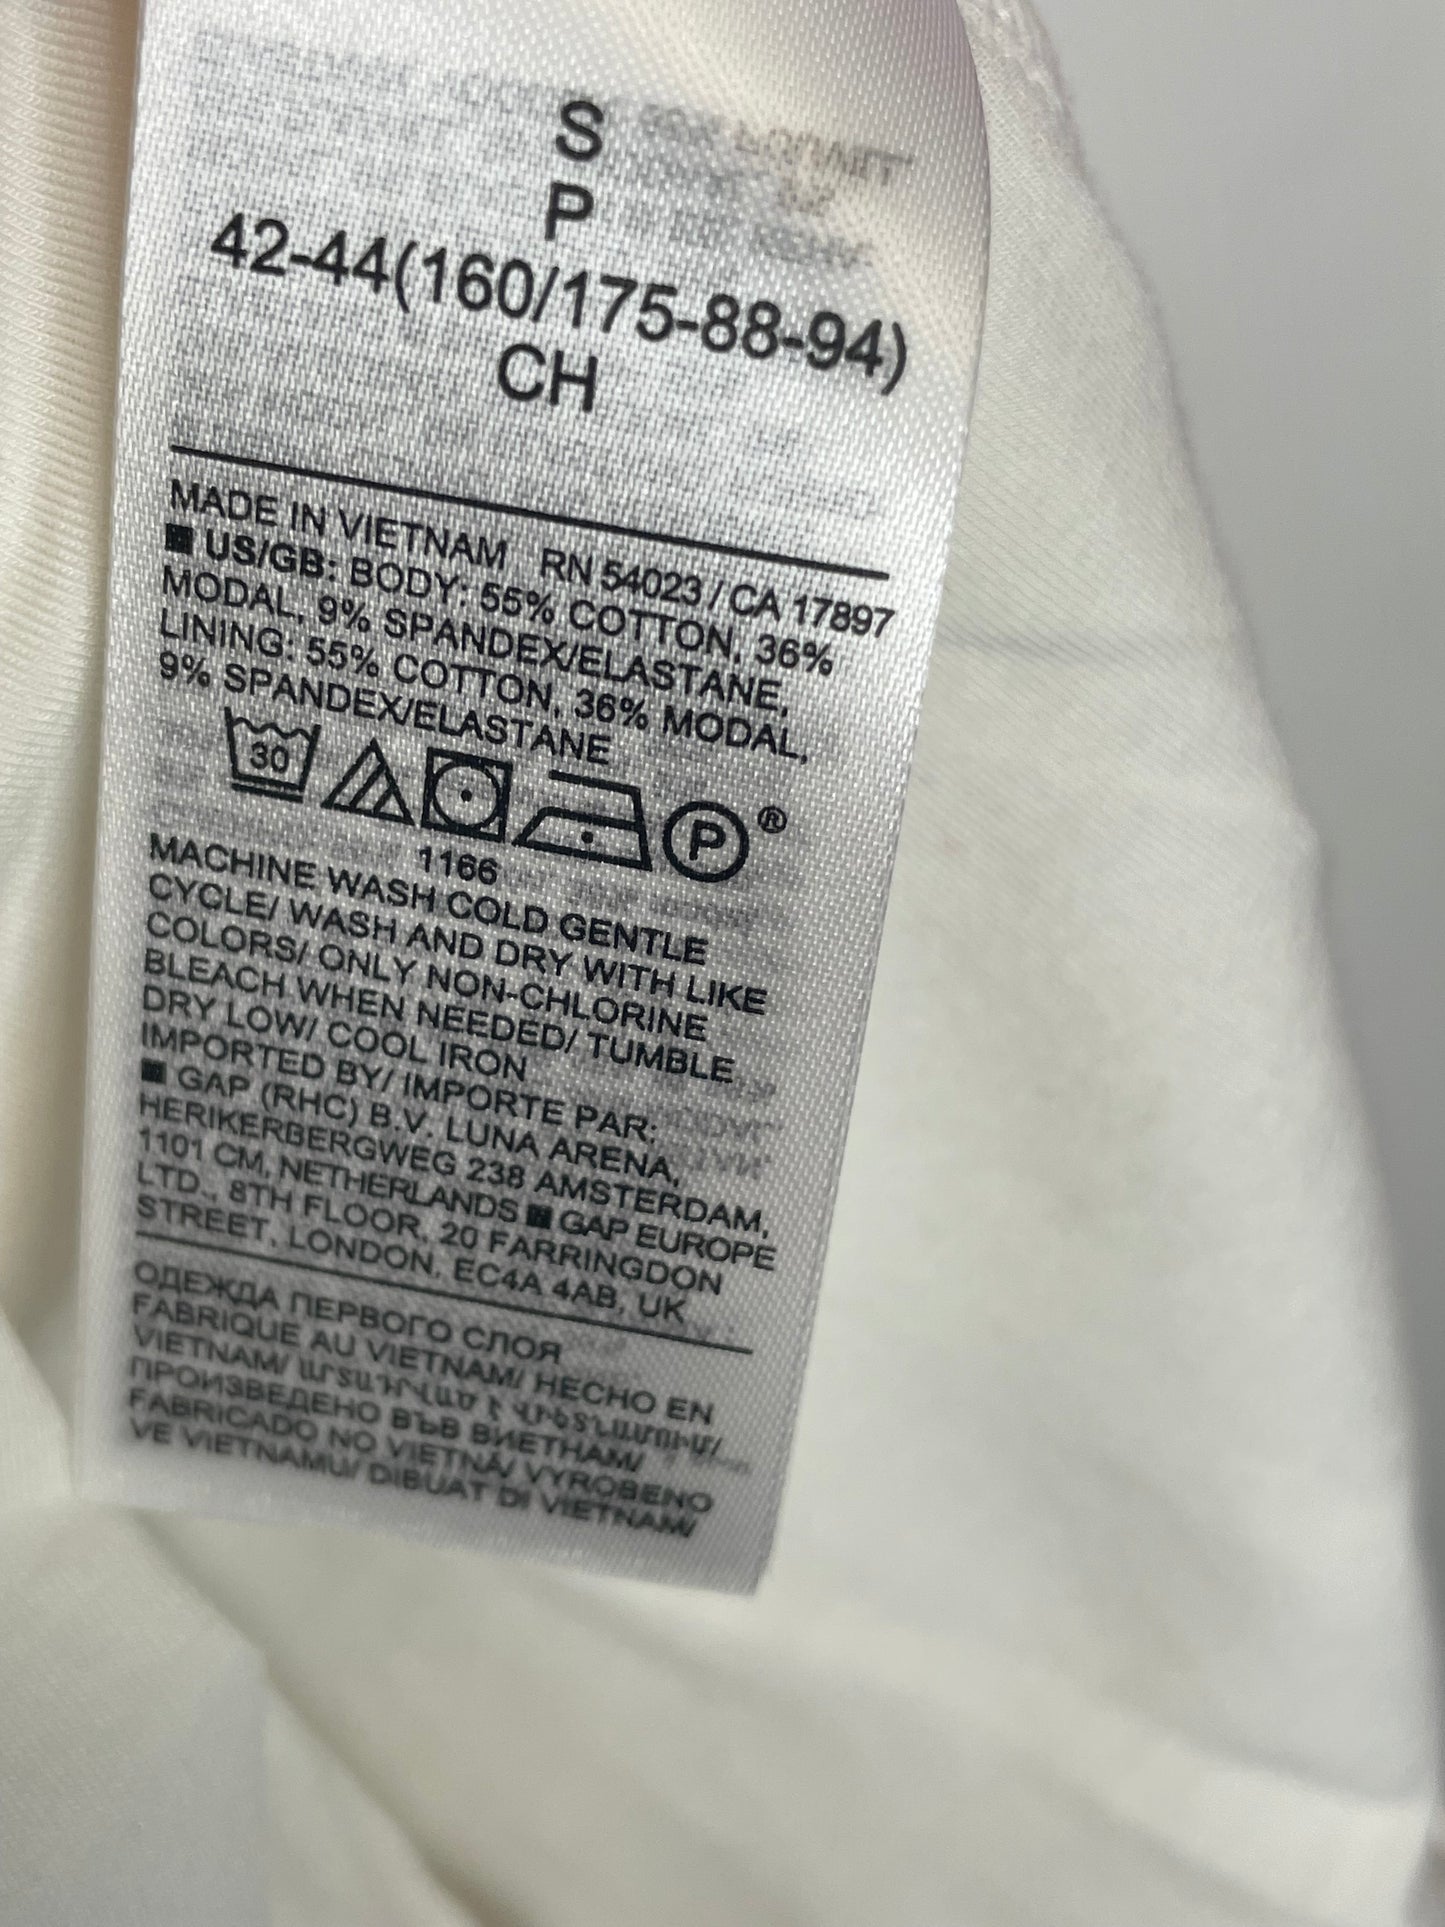 S
P
42-44(160/175-88-94)
CH
MADE IN VIETNAM RN 54023 / CA 17897
US/GB: BODY: 55% COTTON, 36%
MODAL, 9% SPANDEX/ELASTANE,
LINING: 55% COTTON, 36% MODAL,
9% SPANDEX/ELASTANE
30 P ®
1166
MACHINE WASH COLD GENTLE
CYCLE/ WASH AND DRY WITH LIKE
COLORS/ ONLY NON-CHLORINE
BLEACH WHEN NEEDED/ TUMBLE
DRY LOW/ COOL IRON
IMPORTED BY/ IMPORTE PAR:
GAP (RHC) B.V. LUNA ARENA,
HERIKERBERGWEG 238 AMSTERDAM,
1101 CM, NETHERLANDS GAP EUROPE
LTD., 8TH FLOOR, 20 FARRINGDON
STREET, LONDON, EC4A 4AB, UK
ОДЕЖДА ПЕРВОГО СЛОЯ
FABRIQUE AU VIETNAM/ HECHO EN
VIETNAM/
ПРОИЗВЕДЕНО ВЪВ ВИЕТНАМ/
FABRICADO NO VIETNÃ/ VYROBENO
VE VIETNAMU/ DIBUAT DI VIETNAM/